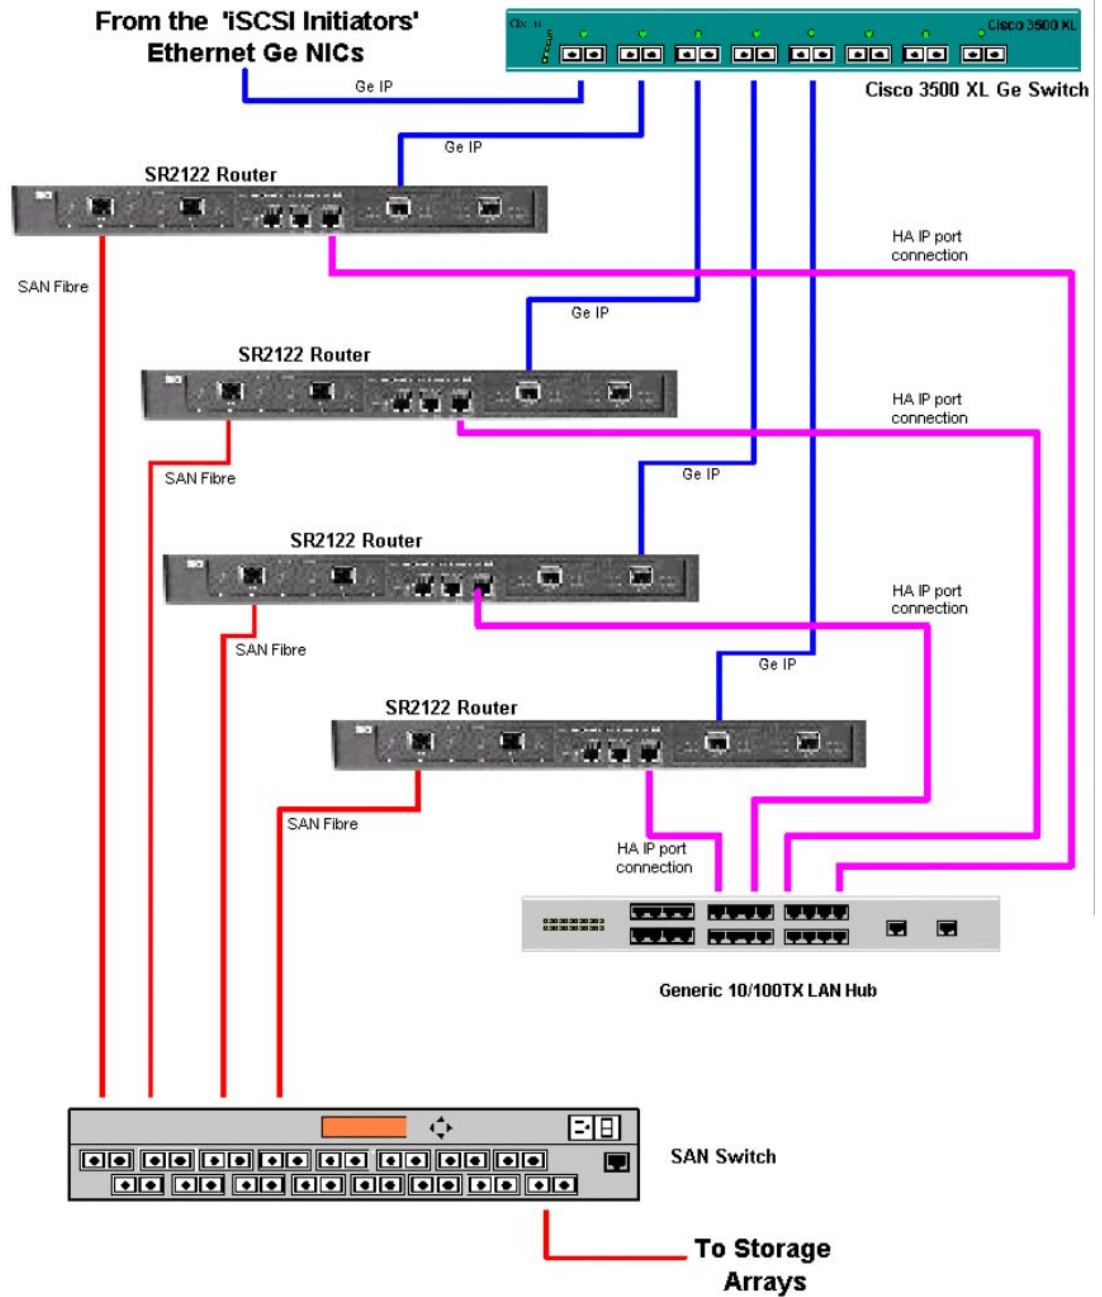 From the 'iSCSI Initiators'
Ethernet Ge NICs
Cisco 3500 XL
Cisco 3500 XL Ge Switch
Ge IP
Ge IP
SR2122 Router
HA IP port
connection
SAN Fibre
Ge IP
SR2122 Router
HA IP port
connection
SAN Fibre
Ge IP
SR2122 Router
HA IP port
connection
SAN Fibre
Ge IP
SR2122 Router
SAN Fibre
HA IP port
connection
Generic 10/100TX LAN Hub
SAN Switch
To Storage
Arrays